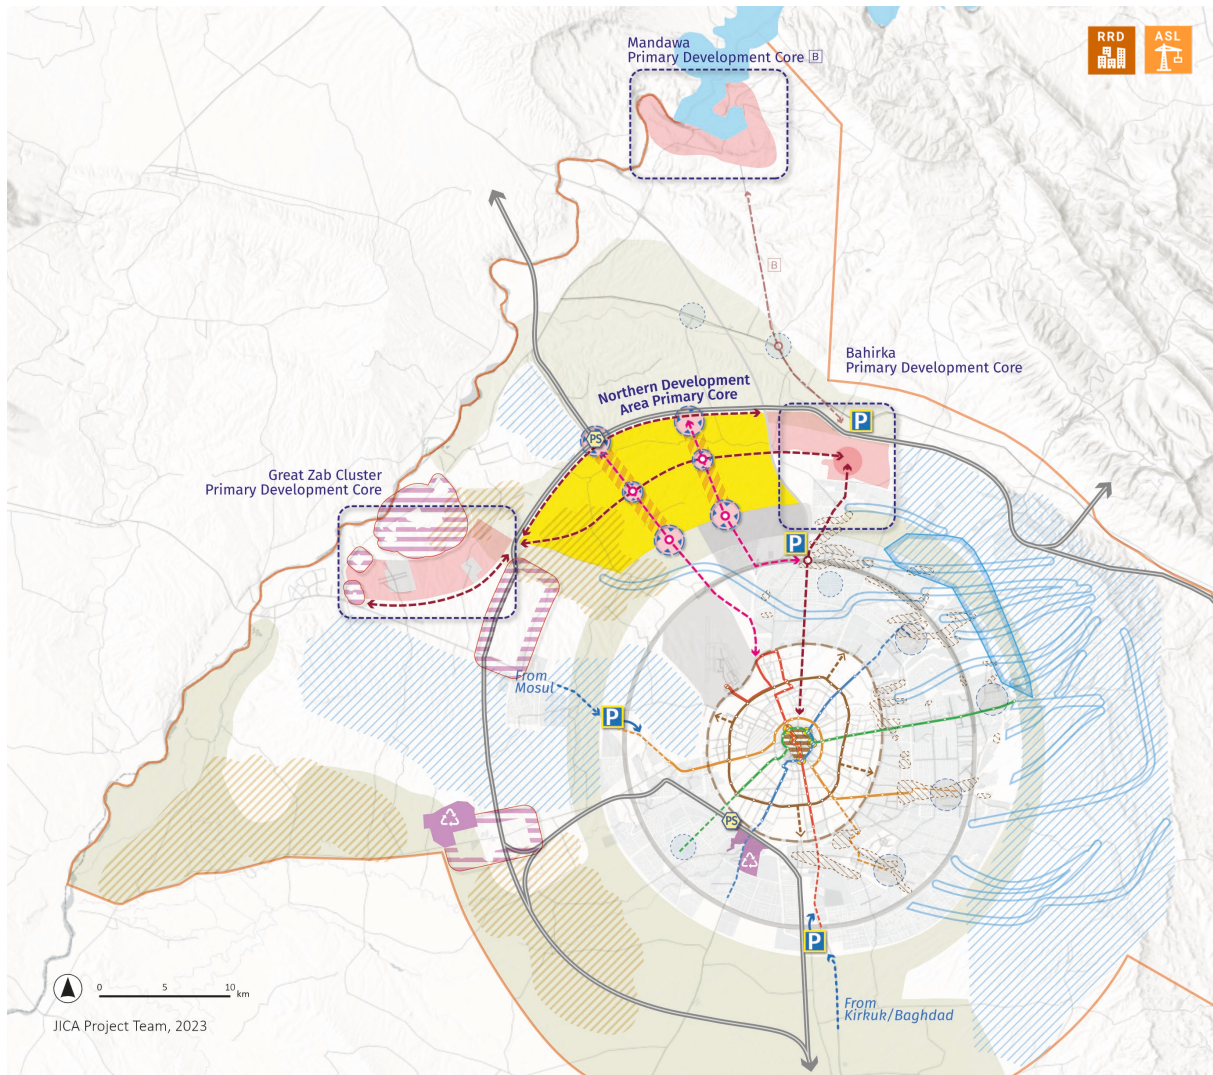 RRD
ASL
Mandawa
Primary Development Core B
B
Bahirka
Primary Development Core
Northern Development
Area Primary Core
P
PS
Great Zab Cluster
Primary Development Core
P
From
Mosul
P
PS
P
From
Kirkuk/Baghdad
0 5 10 km
JICA Project Team, 2023